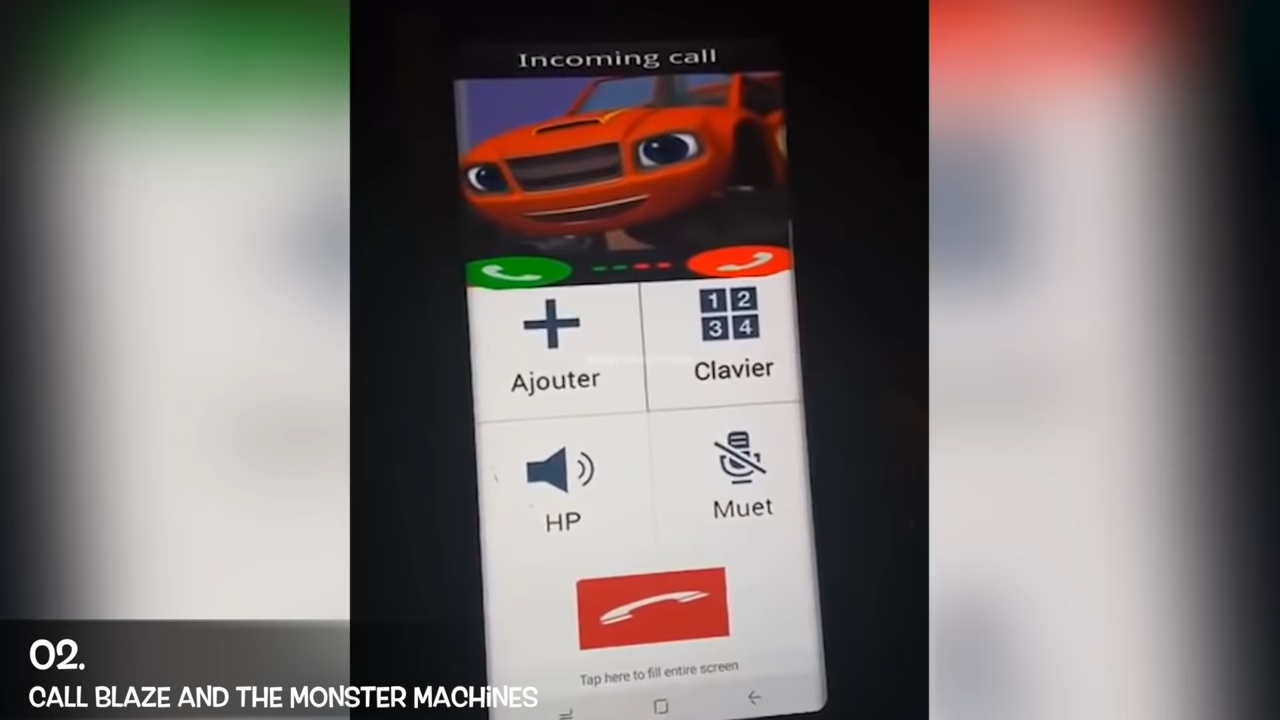 Incoming call
1 2
3 4
Ajouter
Clavier
HP
Muet
Tap here to fill entire screen
02.
CALL BLAZE AND THE MONSTER MACHINES